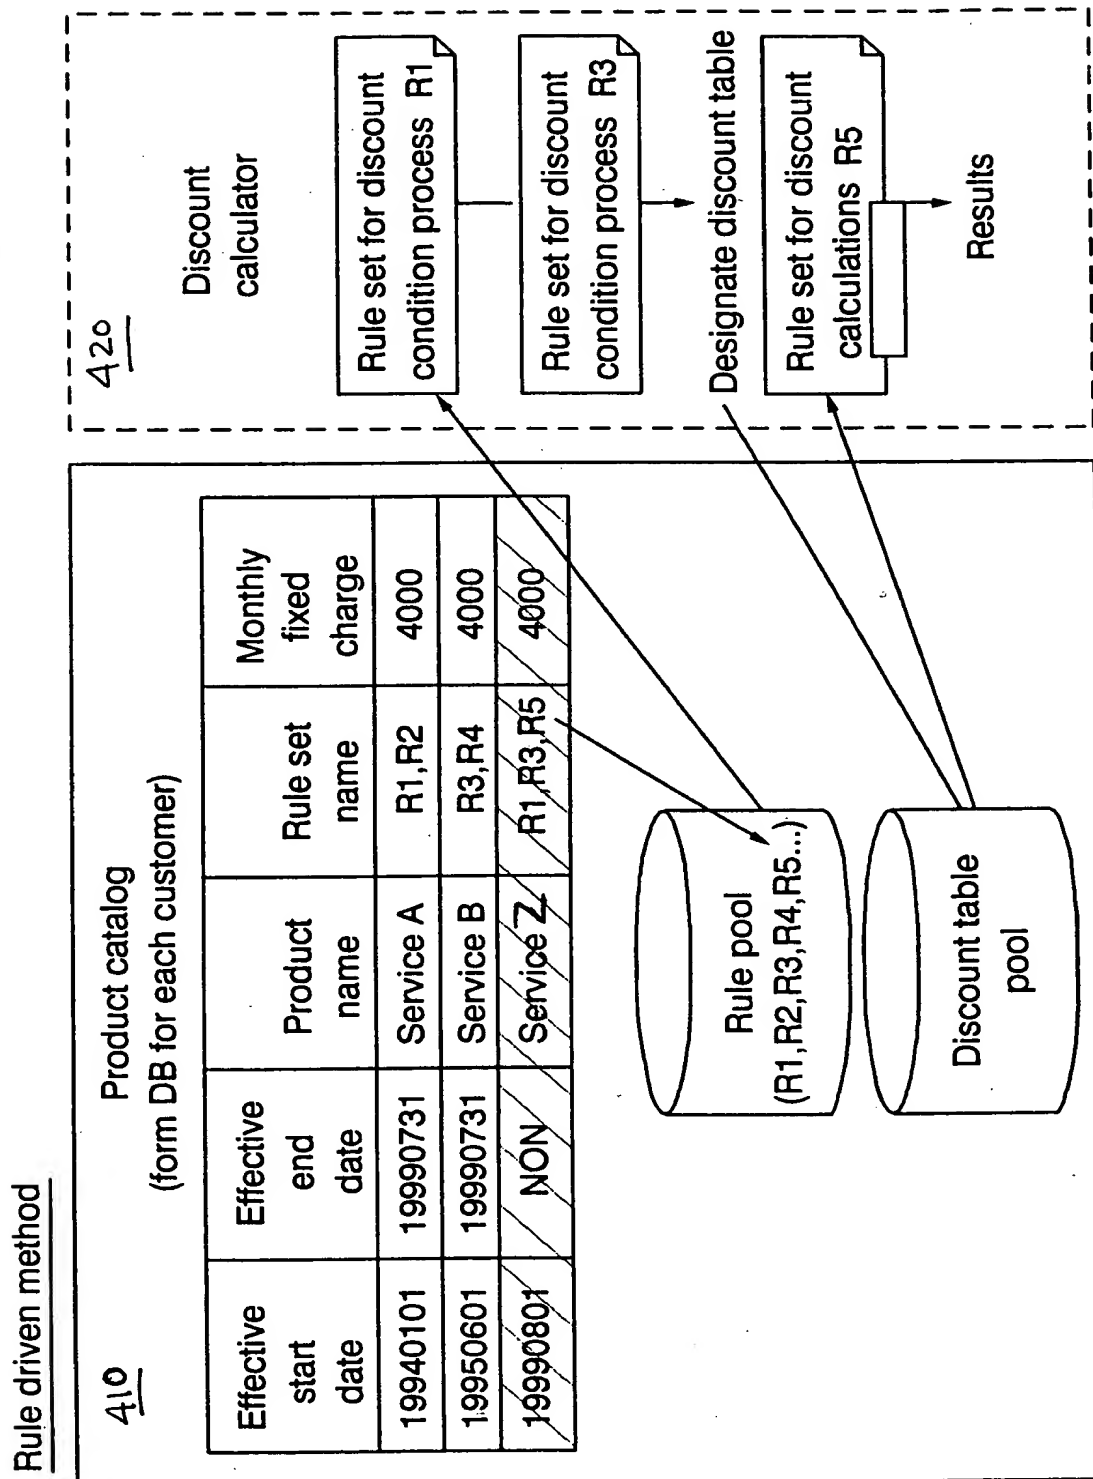 Rule driven method
410
Product catalog
(form DB for each customer)
Effective start date
Effective end date
Product name
Rule set name
Monthly fixed charge
19940101 19990731 Service A R1,R2 4000
19950601 19990731 Service B R3,R4 4000
19990801 NON Service Z R1,R3,R5 4000
Rule pool
(R1,R2,R3,R4,R5...)
Discount table
pool
420
Discount
calculator
Rule set for discount
condition process R1
Rule set for discount
condition process R3
Designate discount table
Rule set for discount
calculations R5
Results